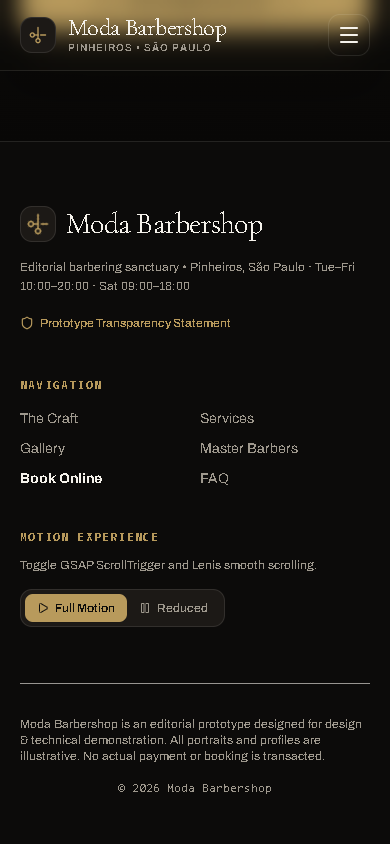 Moda Barbershop
PINHEIROS • SÃO PAULO
Moda Barbershop
Editorial barbering sanctuary • Pinheiros, São Paulo · Tue–Fri
10:00–20:00 · Sat 09:00–18:00
Prototype Transparency Statement
NAVIGATION
The Craft
Services
Gallery
Master Barbers
Book Online
FAQ
MOTION EXPERIENCE
Toggle GSAP ScrollTrigger and Lenis smooth scrolling.
Full Motion
Reduced
Moda Barbershop is an editorial prototype designed for design
& technical demonstration. All portraits and profiles are
illustrative. No actual payment or booking is transacted.
© 2026 Moda Barbershop